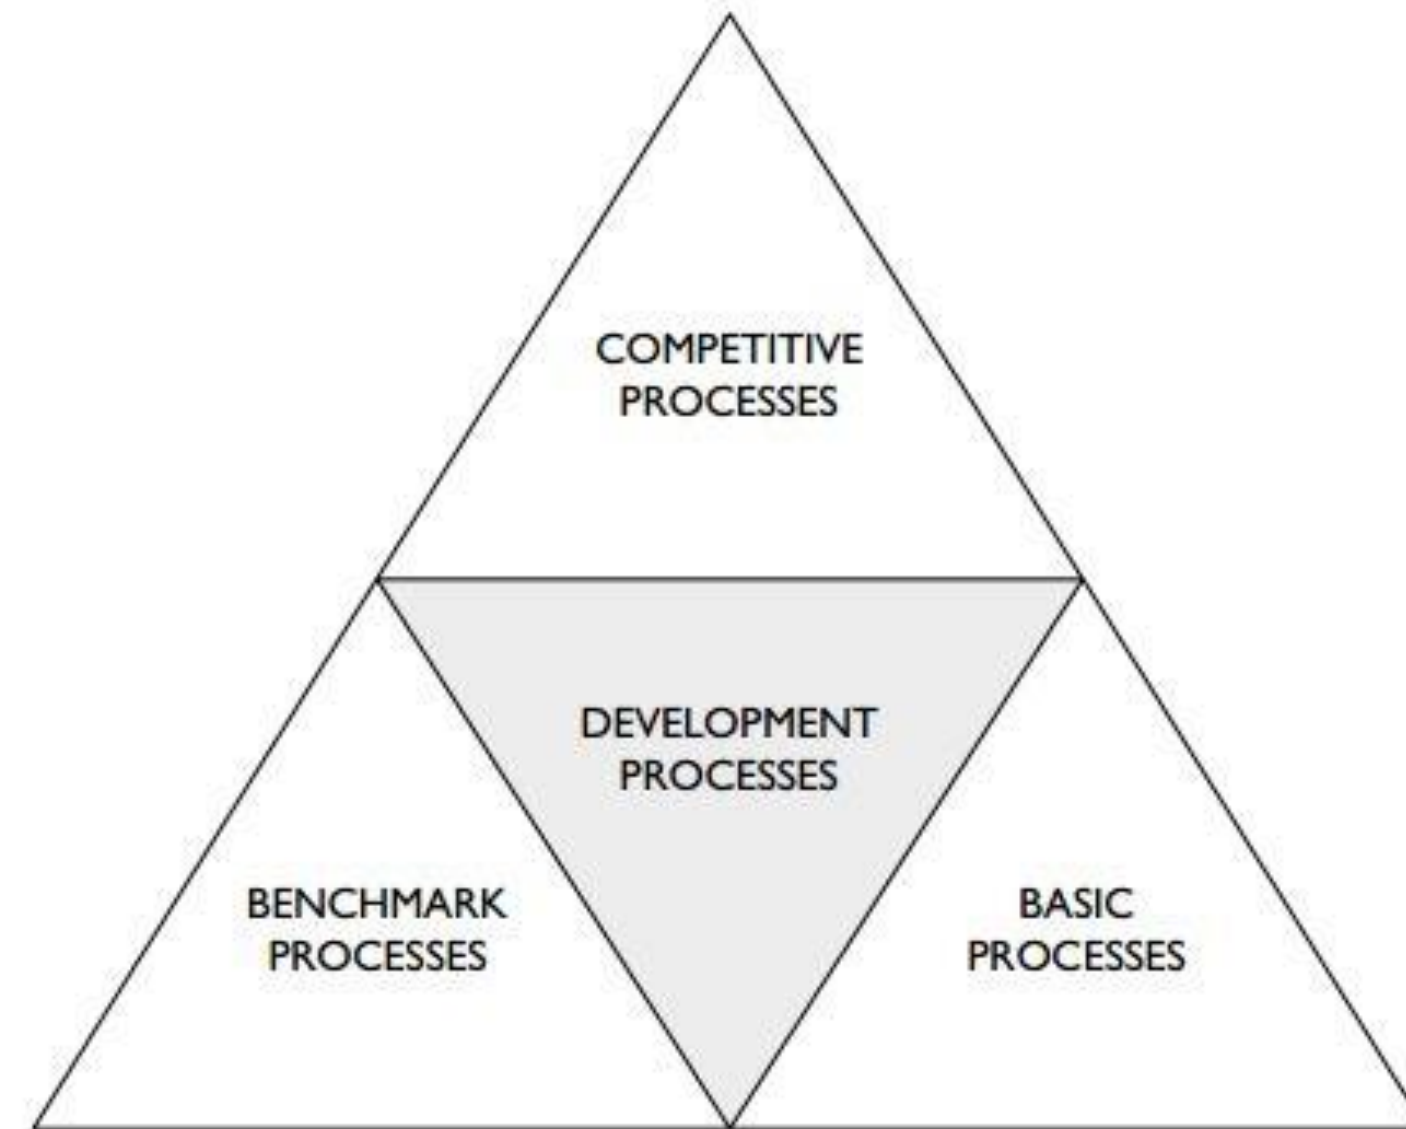 COMPETITIVE
PROCESSES
DEVELOPMENT
PROCESSES
BENCHMARK
PROCESSES
BASIC
PROCESSES